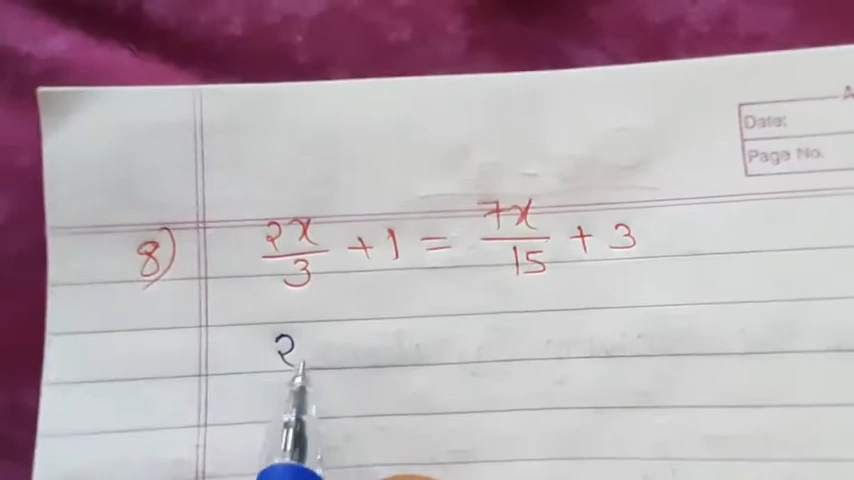 Date:
Page No.
8) 2x/3 + 1 = 7x/15 + 3
2